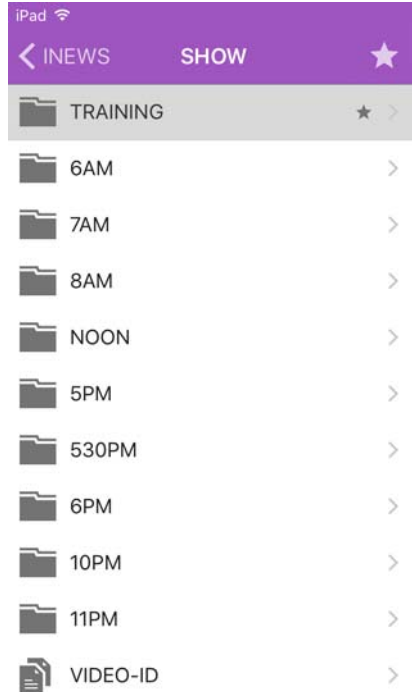 iPad
INEWS SHOW
TRAINING
6AM
7AM
8AM
NOON
5PM
530PM
6PM
10PM
11PM
VIDEO-ID